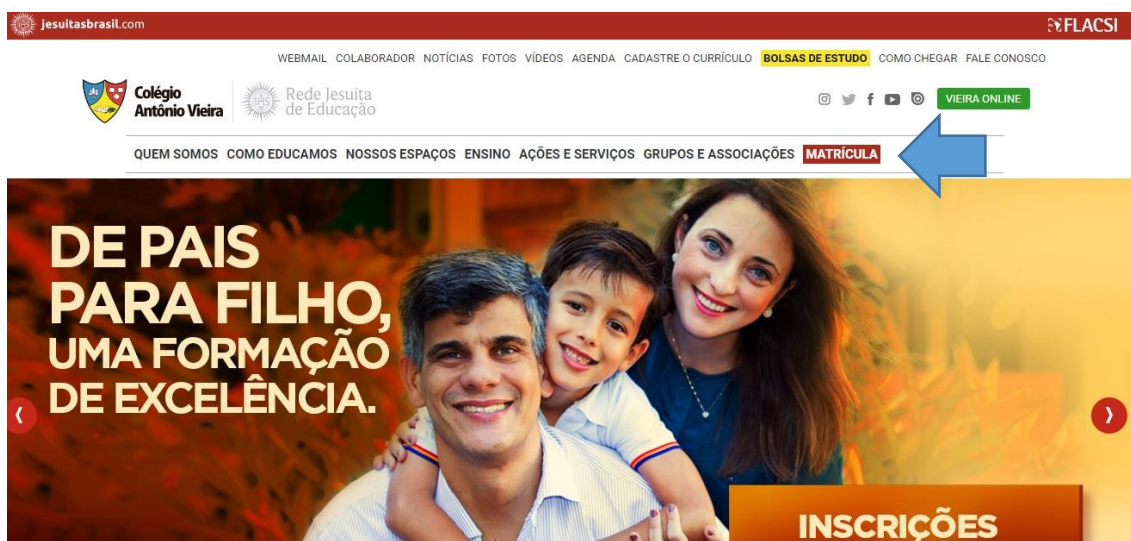 jesuitasbrasil.com
FLACSI
WEBMAIL COLABORADOR NOTÍCIAS FOTOS VÍDEOS AGENDA CADASTRE O CURRÍCULO BOLSAS DE ESTUDO COMO CHEGAR FALE CONOSCO
Colégio
Antônio Vieira
IHS
Rede Jesuíta
de Educação
VIEIRA ONLINE
QUEM SOMOS COMO EDUCAMOS NOSSOS ESPAÇOS ENSINO AÇÕES E SERVIÇOS GRUPOS E ASSOCIAÇÕES MATRÍCULA
DE PAIS
PARA FILHO,
UMA FORMAÇÃO
DE EXCELÊNCIA.
INSCRIÇÕES